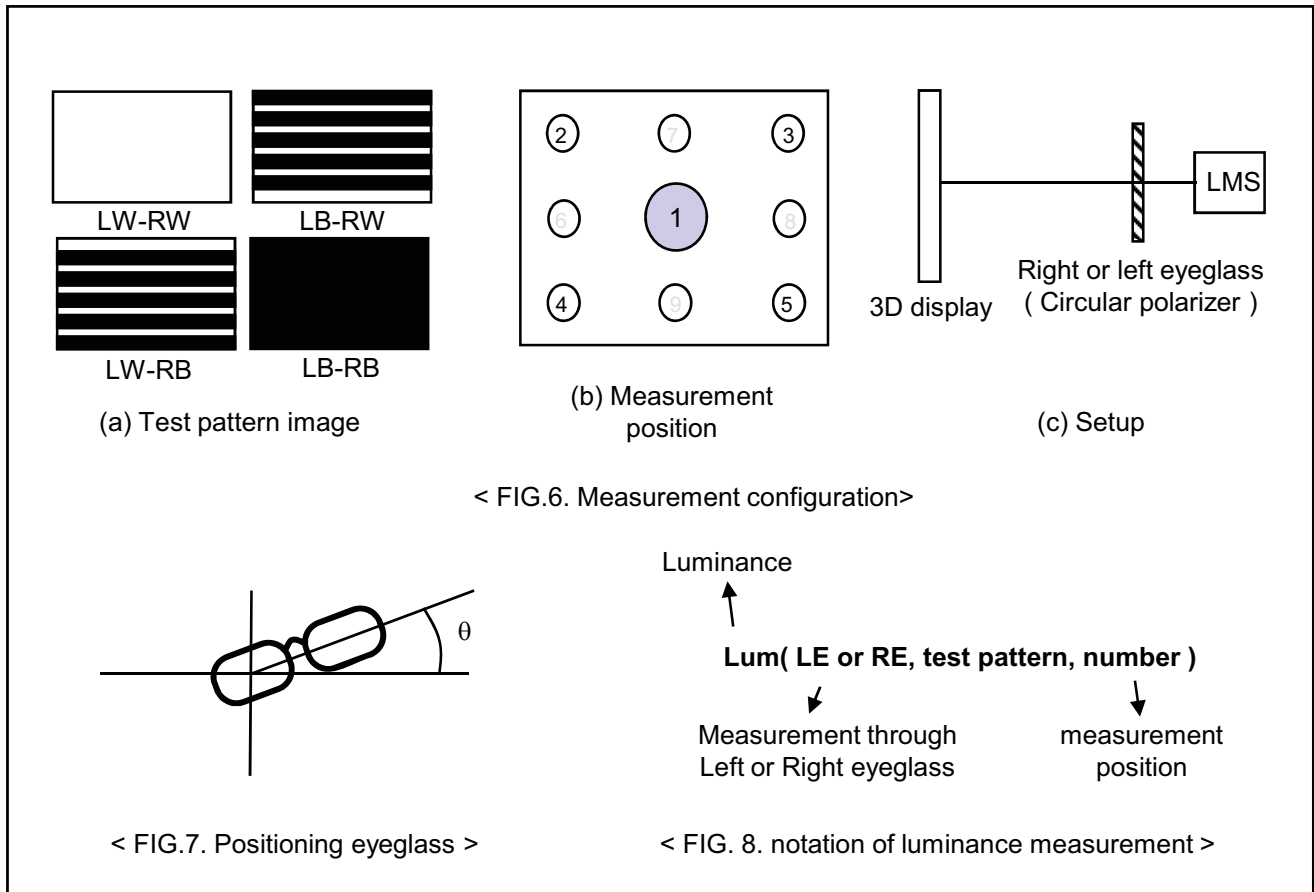 LW-RW
LB-RW
LW-RB
LB-RB
(a) Test pattern image
2
7
3
6
1
8
4
9
5
(b) Measurement
position
LMS
3D display
Right or left eyeglass
( Circular polarizer )
(c) Setup
< FIG.6. Measurement configuration>
θ
< FIG.7. Positioning eyeglass >
Luminance
Lum( LE or RE, test pattern, number )
Measurement through
Left or Right eyeglass
measurement
position
< FIG. 8. notation of luminance measurement >